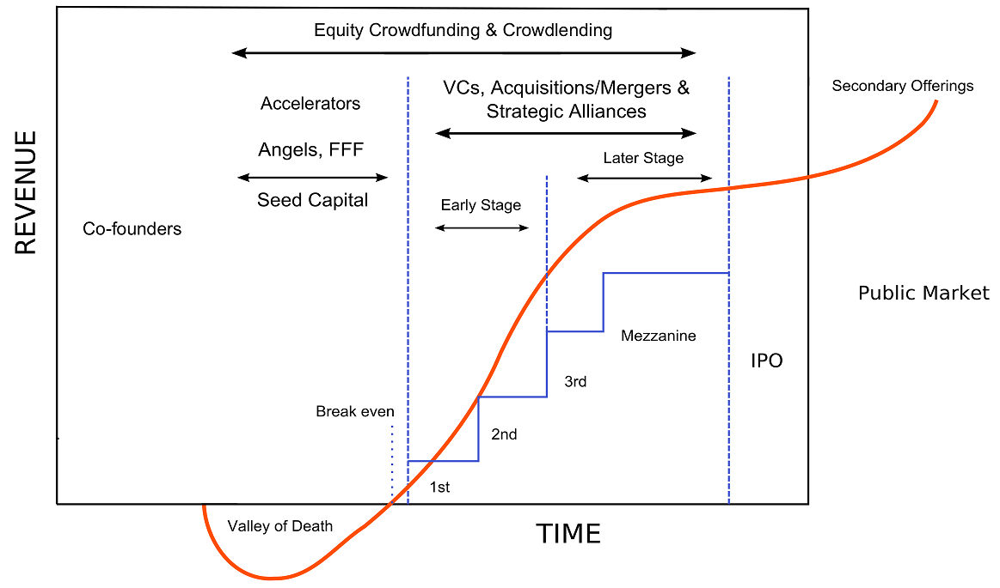 Equity Crowdfunding & Crowdlending
VCs, Acquisitions/Mergers &
Strategic Alliances
Secondary Offerings
Accelerators
Angels, FFF
Seed Capital
Later Stage
Early Stage
Co-founders
REVENUE
Public Market
Mezzanine
IPO
3rd
Break even
2nd
1st
Valley of Death
TIME